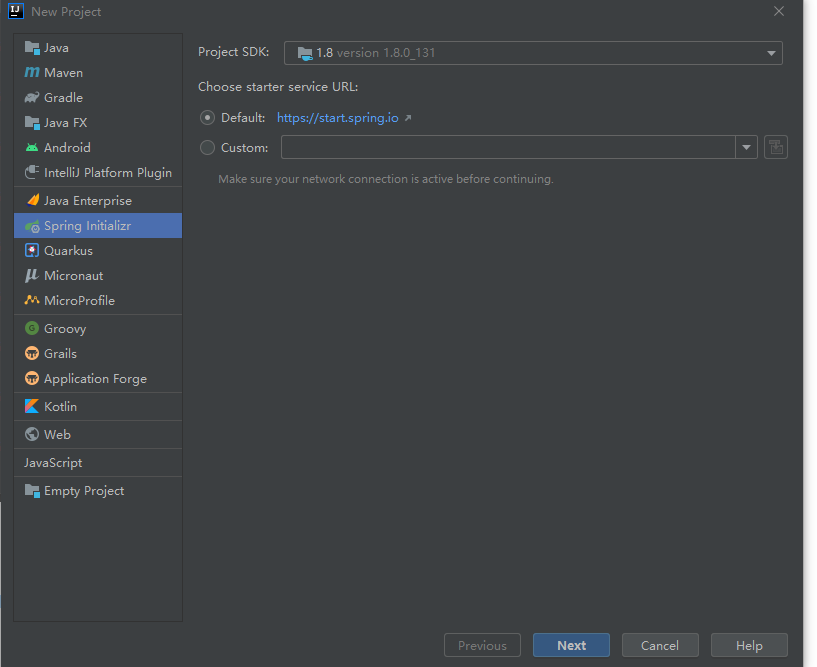 New Project
Java
Maven
Gradle
Java FX
Android
IntelliJ Platform Plugin
Java Enterprise
Spring Initializr
Quarkus
Micronaut
MicroProfile
Groovy
Grails
Application Forge
Kotlin
Web
JavaScript
Empty Project
Project SDK: 1.8 version 1.8.0_131
Choose starter service URL:
Default: https://start.spring.io
Custom:
Make sure your network connection is active before continuing.
Previous Next Cancel Help